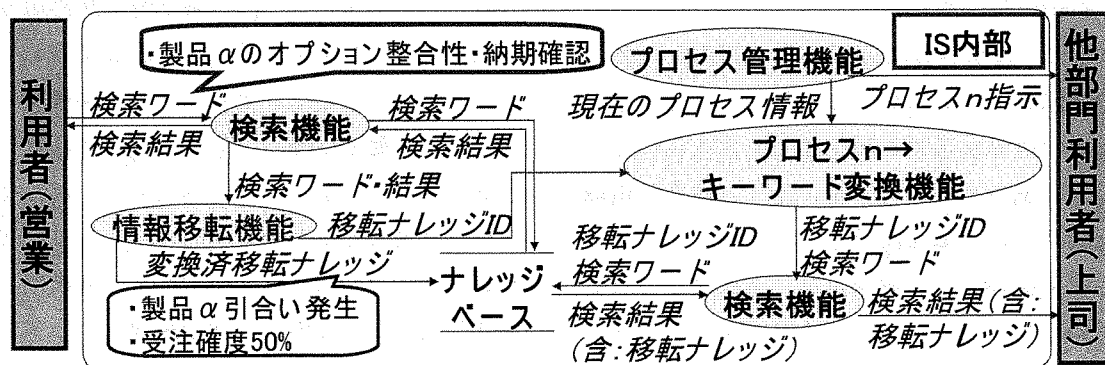 利用者(営業)
・製品αのオプション整合性・納期確認
検索ワード
検索結果
検索機能
検索ワード
検索結果
検索ワード・結果
情報移転機能
移転ナレッジID
変換済移転ナレッジ
・製品α引合い発生
・受注確度50%
ナレッジ
ベース
プロセス管理機能
IS内部
現在のプロセス情報
プロセスn指示
プロセスn→
キーワード変換機能
移転ナレッジID
検索ワード
移転ナレッジID
検索ワード
検索機能
検索結果
(含:移転ナレッジ)
検索結果(含:
移転ナレッジ)
他部門利用者(上司)